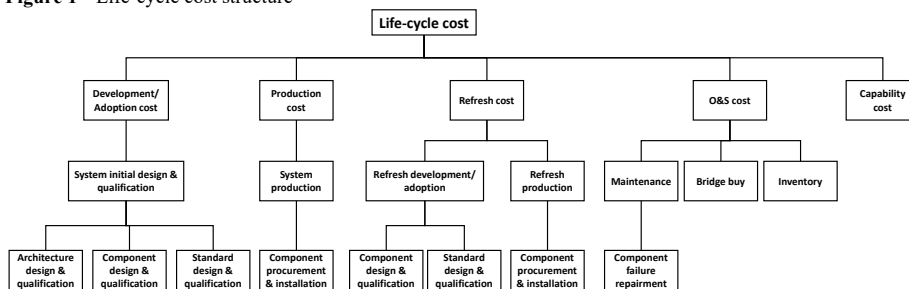 Figure 1 Life-cycle cost structure
Life-cycle cost
Development/
Adoption cost
Production
cost
Refresh cost
O&S cost
Capability
cost
System initial design &
qualification
System
production
Refresh development/
adoption
Refresh
production
Maintenance
Bridge buy
Inventory
Architecture
design &
qualification
Component
design &
qualification
Standard
design &
qualification
Component
procurement
& installation
Component
design &
qualification
Standard
design &
qualification
Component
procurement
& installation
Component
failure
repairment